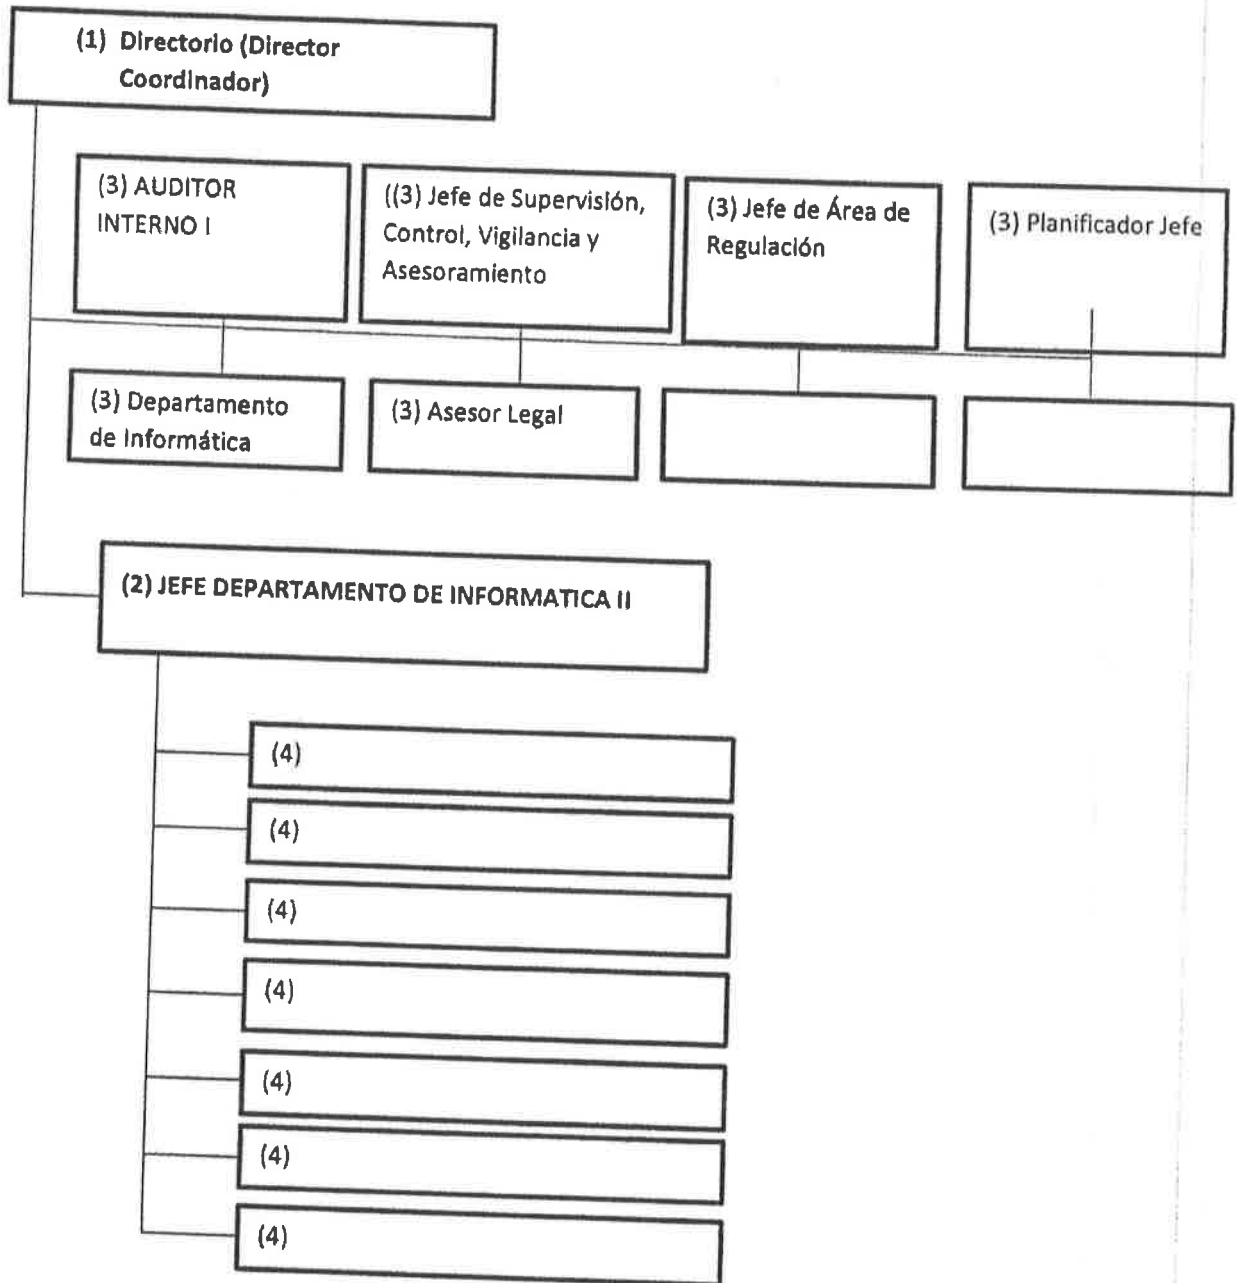 (1) Directorio (Director
Coordinador)
(3) AUDITOR
INTERNO I
((3) Jefe de Supervisión,
Control, Vigilancia y
Asesoramiento
(3) Jefe de Área de
Regulación
(3) Planificador Jefe
(3) Departamento
de Informática
(3) Asesor Legal
(2) JEFE DEPARTAMENTO DE INFORMATICA II
(4)
(4)
(4)
(4)
(4)
(4)
(4)